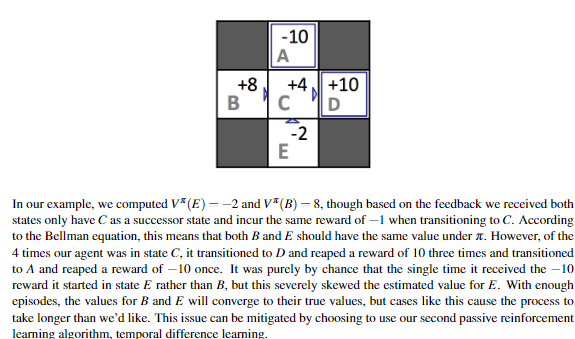 -10
A
+8
B
+4
C
+10
D
-2
E
In our example, we computed Vπ(E) = −2 and Vπ(B) = 8, though based on the feedback we received both
states only have C as a successor state and incur the same reward of −1 when transitioning to C. According
to the Bellman equation, this means that both B and E should have the same value under π. However, of the
4 times our agent was in state C, it transitioned to D and reaped a reward of 10 three times and transitioned
to A and reaped a reward of −10 once. It was purely by chance that the single time it received the −10
reward it started in state E rather than B, but this severely skewed the estimated value for E. With enough
episodes, the values for B and E will converge to their true values, but cases like this cause the process to
take longer than we'd like. This issue can be mitigated by choosing to use our second passive reinforcement
learning algorithm, temporal difference learning.